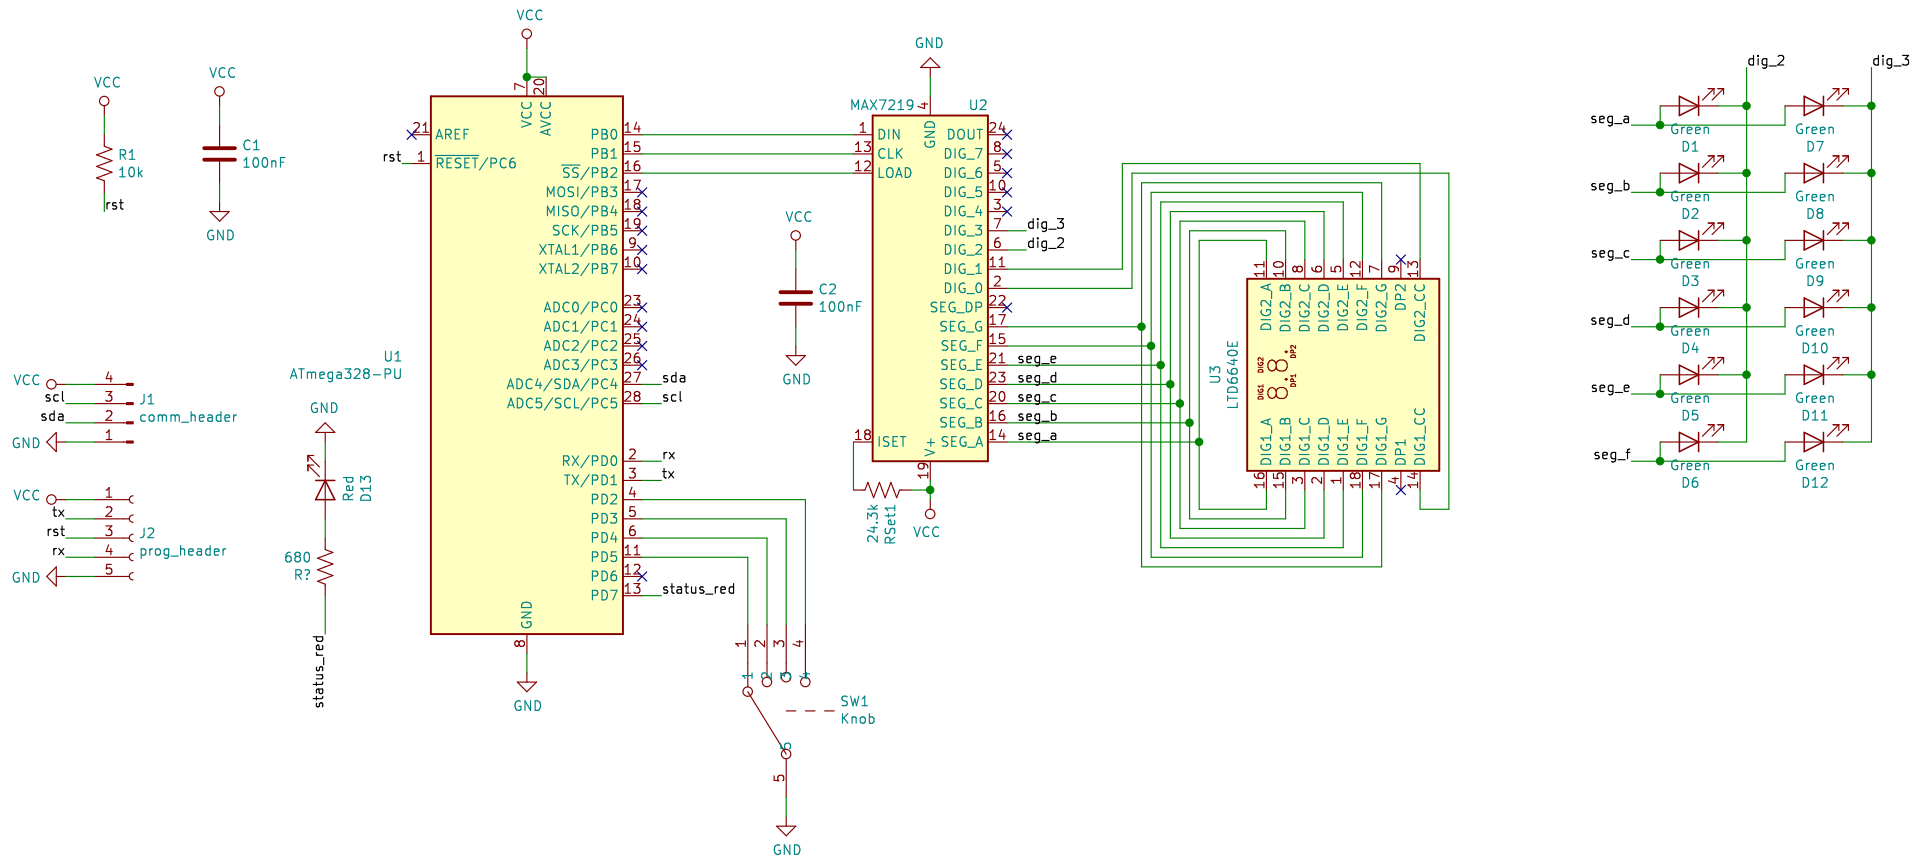 VCC
R1
10k
rst
VCC
C1
100nF
GND
VCC
4
scl
3
J1
sda
2
comm_header
GND
1
VCC
1
tx
2
rst
3
J2
rx
4
prog_header
GND
5
GND
Red
D13
680
R?
status_red
VCC
7
20
VCC
AVCC
21
AREF
rst
1
RESET/PC6
U1
ATmega328-PU
PB0
14
PB1
15
SS/PB2
16
MOSI/PB3
17
MISO/PB4
18
SCK/PB5
19
XTAL1/PB6
9
XTAL2/PB7
10
ADC0/PC0
23
ADC1/PC1
24
ADC2/PC2
25
ADC3/PC3
26
ADC4/SDA/PC4
27
sda
ADC5/SCL/PC5
28
scl
RX/PD0
2
rx
TX/PD1
3
tx
PD2
4
PD3
5
PD4
6
PD5
11
PD6
12
PD7
13
status_red
GND
8
GND
1
2
3
4
1
2
3
4
SW1
Knob
5
5
GND
VCC
C2
100nF
GND
GND
MAX7219
4
U2
GND
1
DIN
13
CLK
12
LOAD
DOUT
24
DIG_7
8
DIG_6
5
DIG_5
10
DIG_4
3
DIG_3
7
dig_3
DIG_2
6
dig_2
DIG_1
11
DIG_0
2
SEG_DP
22
SEG_G
17
SEG_F
15
SEG_E
21
seg_e
SEG_D
23
seg_d
SEG_C
20
seg_c
SEG_B
16
seg_b
SEG_A
14
seg_a
18
ISET
V+
19
24.3k
RSet1
VCC
11
10
8
6
5
12
7
9
13
DIG2_A
DIG2_B
DIG2_C
DIG2_D
DIG2_E
DIG2_F
DIG2_G
DP2
DIG2_CC
U3
LTD6640E
DIG2
DP2
DIG1
DP1
DIG1_A
DIG1_B
DIG1_C
DIG1_D
DIG1_E
DIG1_F
DIG1_G
DP1
DIG1_CC
16
15
3
2
1
18
17
4
14
dig_2
dig_3
seg_a
Green
D1
Green
D7
seg_b
Green
D2
Green
D8
seg_c
Green
D3
Green
D9
seg_d
Green
D4
Green
D10
seg_e
Green
D5
Green
D11
seg_f
Green
D6
Green
D12